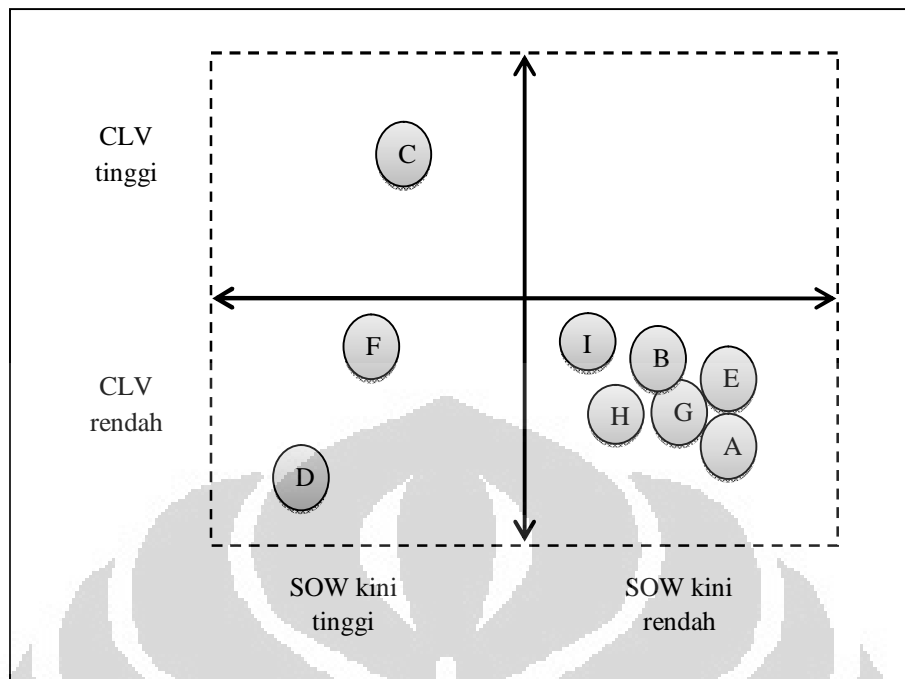 CLV
tinggi
C
F
I
B
E
CLV
rendah
H
G
A
D
SOW kini
tinggi
SOW kini
rendah